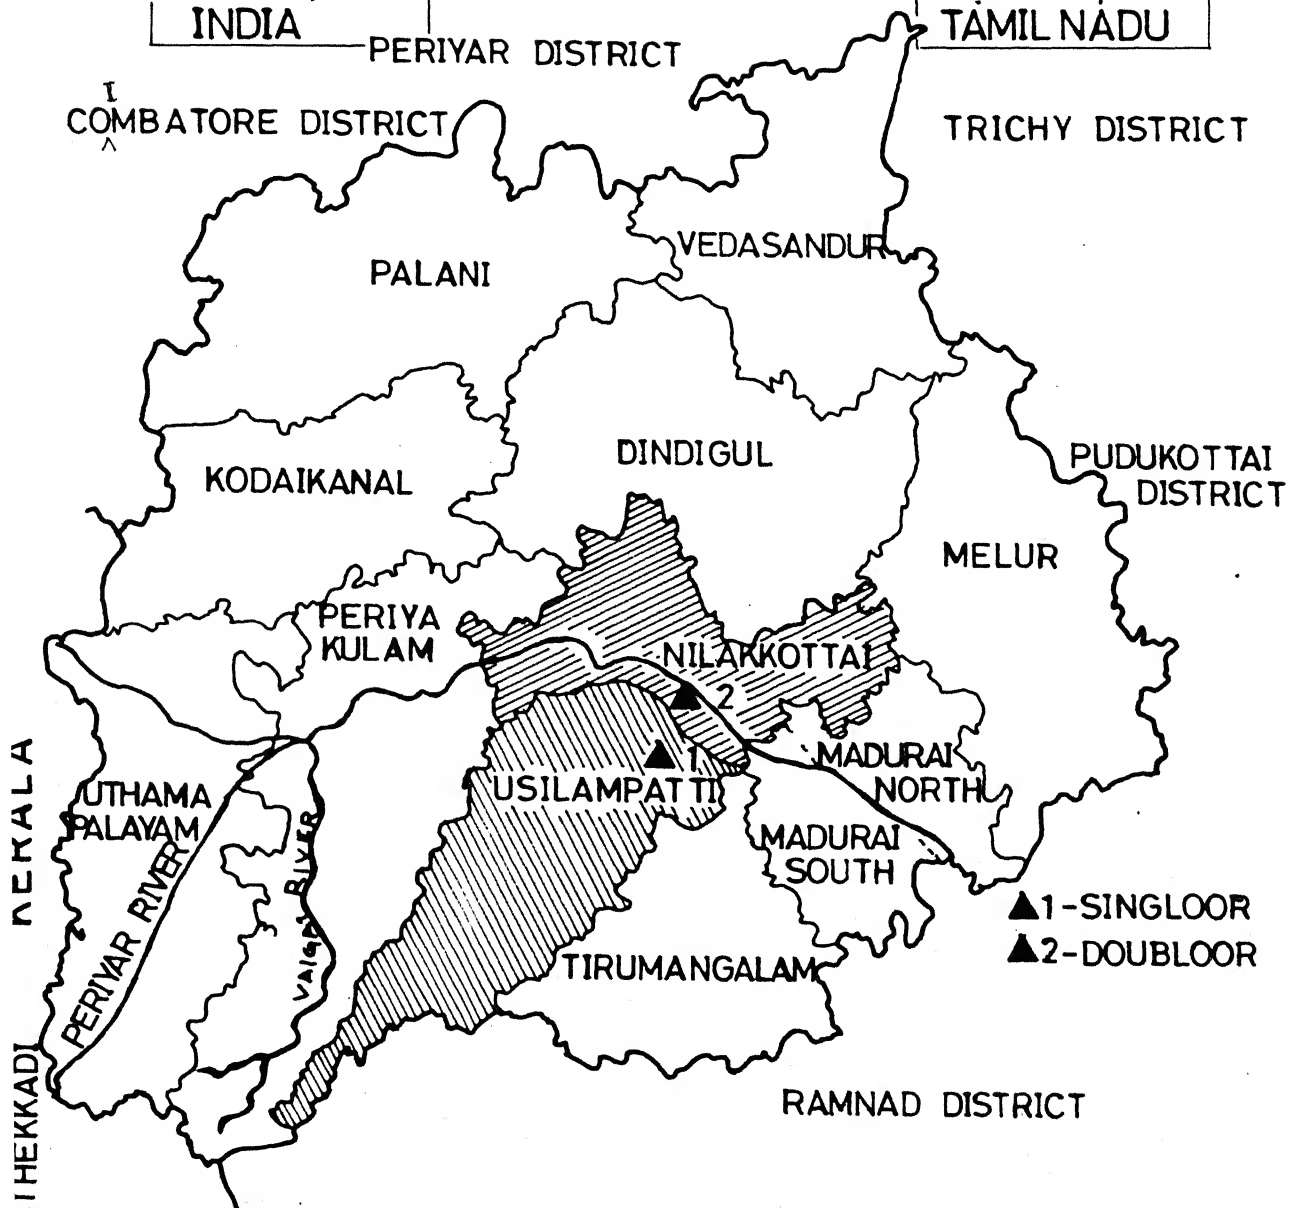 INDIA
TAMIL NADU
PERIYAR DISTRICT
I
COMBATORE DISTRICT
^
TRICHY DISTRICT
VEDASANDUR
PALANI
DINDIGUL
PUDUKOTTAI
DISTRICT
KODAIKANAL
MELUR
PERIYA
KULAM
NILAKKOTTAI
2
1
MADURAI
NORTH
USILAMPATTI
UTHAMA
PALAYAM
KERALA
MADURAI
SOUTH
PERIYAR RIVER
VAIGAI RIVER
▲1-SINGLOOR
▲2-DOUBLOOR
TIRUMANGALAM
THEKKADI
RAMNAD DISTRICT